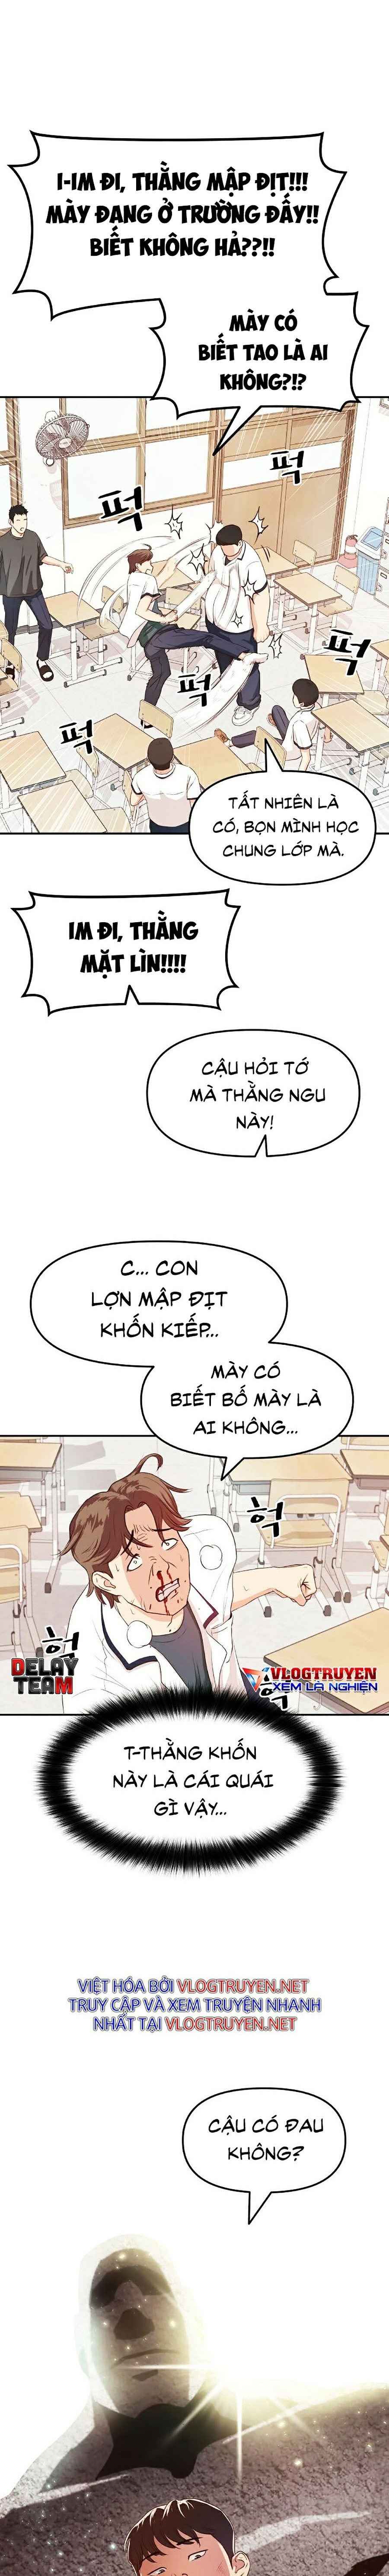 I-IM ĐI, THẰNG MẬP ĐỊT!!!
MÀY ĐANG Ở TRƯỜNG ĐẤY!!
BIẾT KHÔNG HẢ??!!
MÀY CÓ
BIẾT TAO LÀ AI
KHÔNG?!?
퍽
퍽
퍽
퍽
퍽
TẤT NHIÊN LÀ
CÓ, BỌN MÌNH HỌC
CHUNG LỚP MÀ.
IM ĐI, THẰNG
MẶT LÌN!!!!
CẬU HỎI TỚ
MÀ THẰNG NGU
NÀY!
C... CON
LỢN MẬP ĐỊT
KHỐN KIẾP...
MÀY CÓ
BIẾT BỐ MÀY LÀ
AI KHÔNG...
헉
헉
헉
DELAY
TEAM
VLOGTRUYEN
XEM LÀ NGHIỆN
T-THẰNG KHỐN
NÀY LÀ CÁI QUÁI
GÌ VẬY...
VIỆT HÓA BỞI VLOGTRUYEN.NET
TRUY CẬP VÀ XEM TRUYỆN NHANH
NHẤT TẠI VLOGTRUYEN.NET
CẬU CÓ ĐAU
KHÔNG?